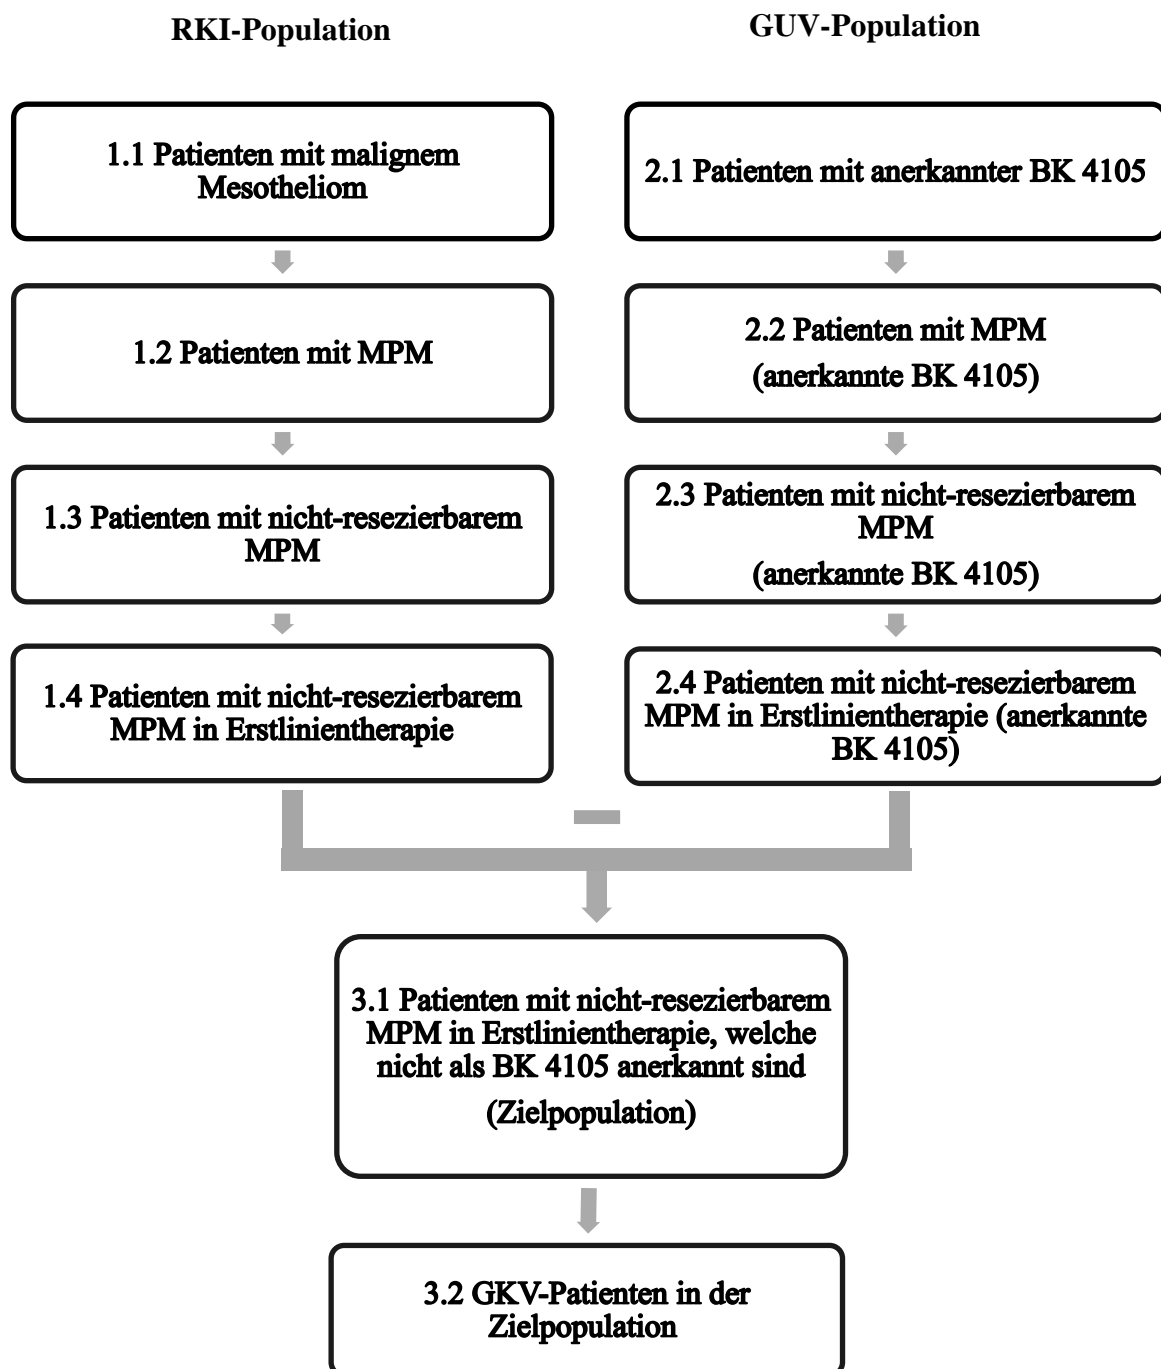 RKI-Population
GUV-Population
1.1 Patienten mit malignem
Mesotheliom
2.1 Patienten mit anerkannter BK 4105
1.2 Patienten mit MPM
2.2 Patienten mit MPM
(anerkannte BK 4105)
1.3 Patienten mit nicht-resezierbarem
MPM
2.3 Patienten mit nicht-resezierbarem
MPM
(anerkannte BK 4105)
1.4 Patienten mit nicht-resezierbarem
MPM in Erstlinientherapie
2.4 Patienten mit nicht-resezierbarem
MPM in Erstlinientherapie (anerkannte
BK 4105)
3.1 Patienten mit nicht-resezierbarem
MPM in Erstlinientherapie, welche
nicht als BK 4105 anerkannt sind
(Zielpopulation)
3.2 GKV-Patienten in der
Zielpopulation